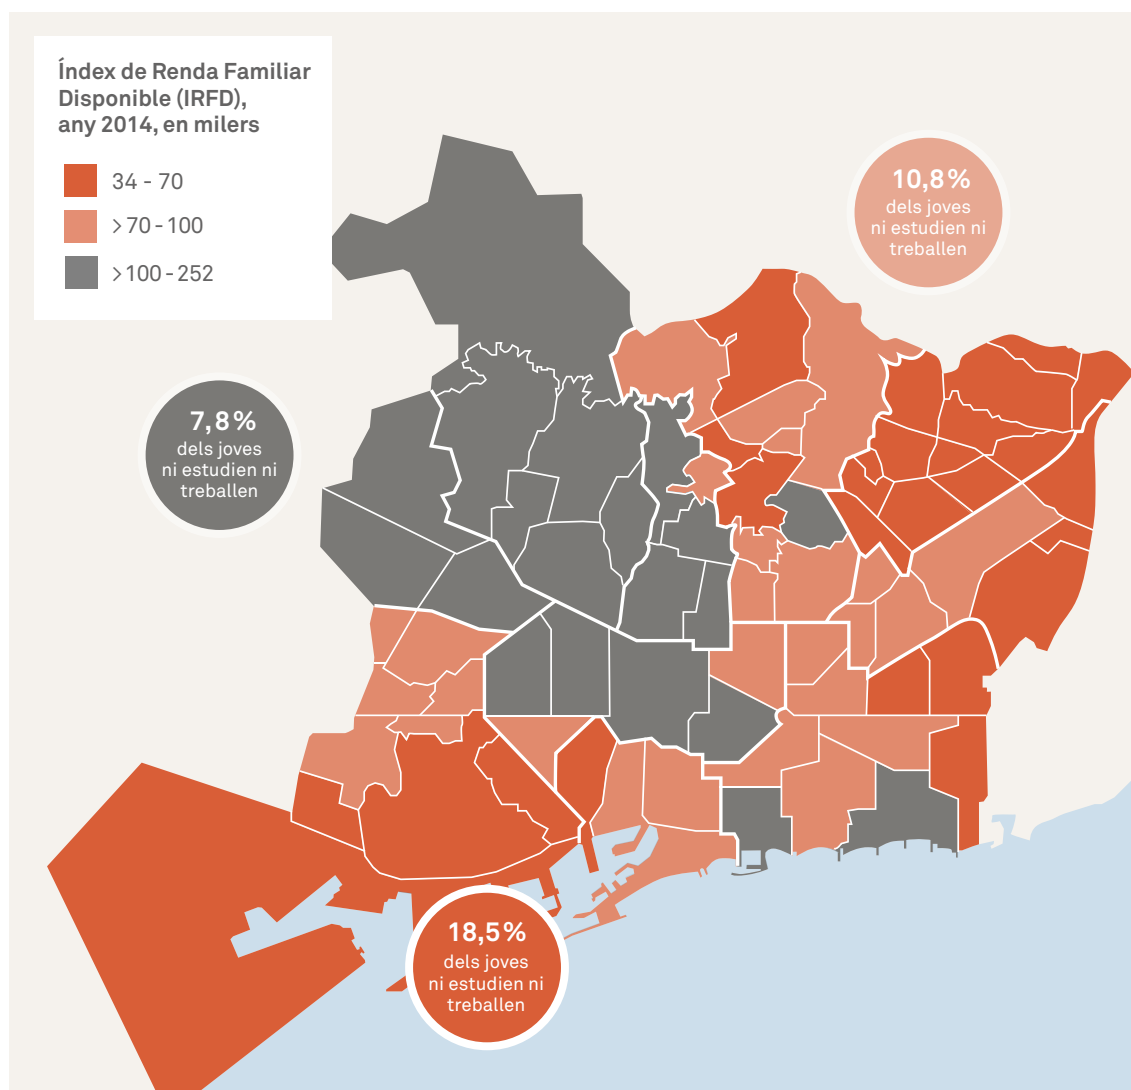 Índex de Renda Familiar
Disponible (IRFD),
any 2014, en milers
34 - 70
>70 - 100
>100 - 252
10,8%
dels joves
ni estudien ni
treballen
7,8%
dels joves
ni estudien ni
treballen
18,5%
dels joves
ni estudien ni
treballen